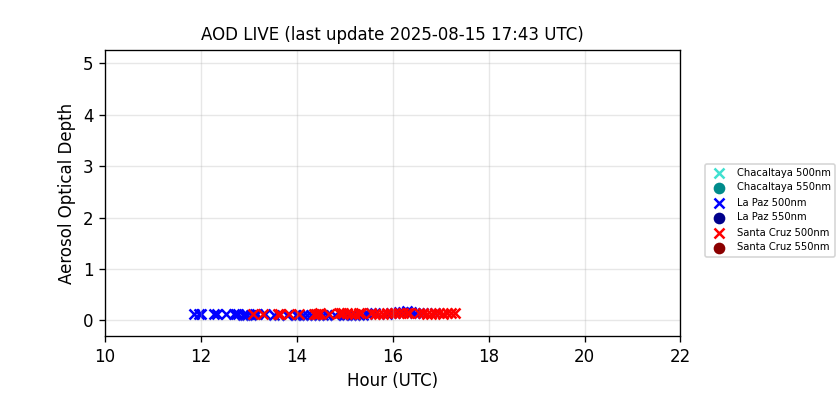 AOD LIVE (last update 2025-08-15 17:43 UTC)
Aerosol Optical Depth
5
4
3
2
1
0
10 12 14 16 18 20 22
Hour (UTC)
Chacaltaya 500nm
Chacaltaya 550nm
La Paz 500nm
La Paz 550nm
Santa Cruz 500nm
Santa Cruz 550nm